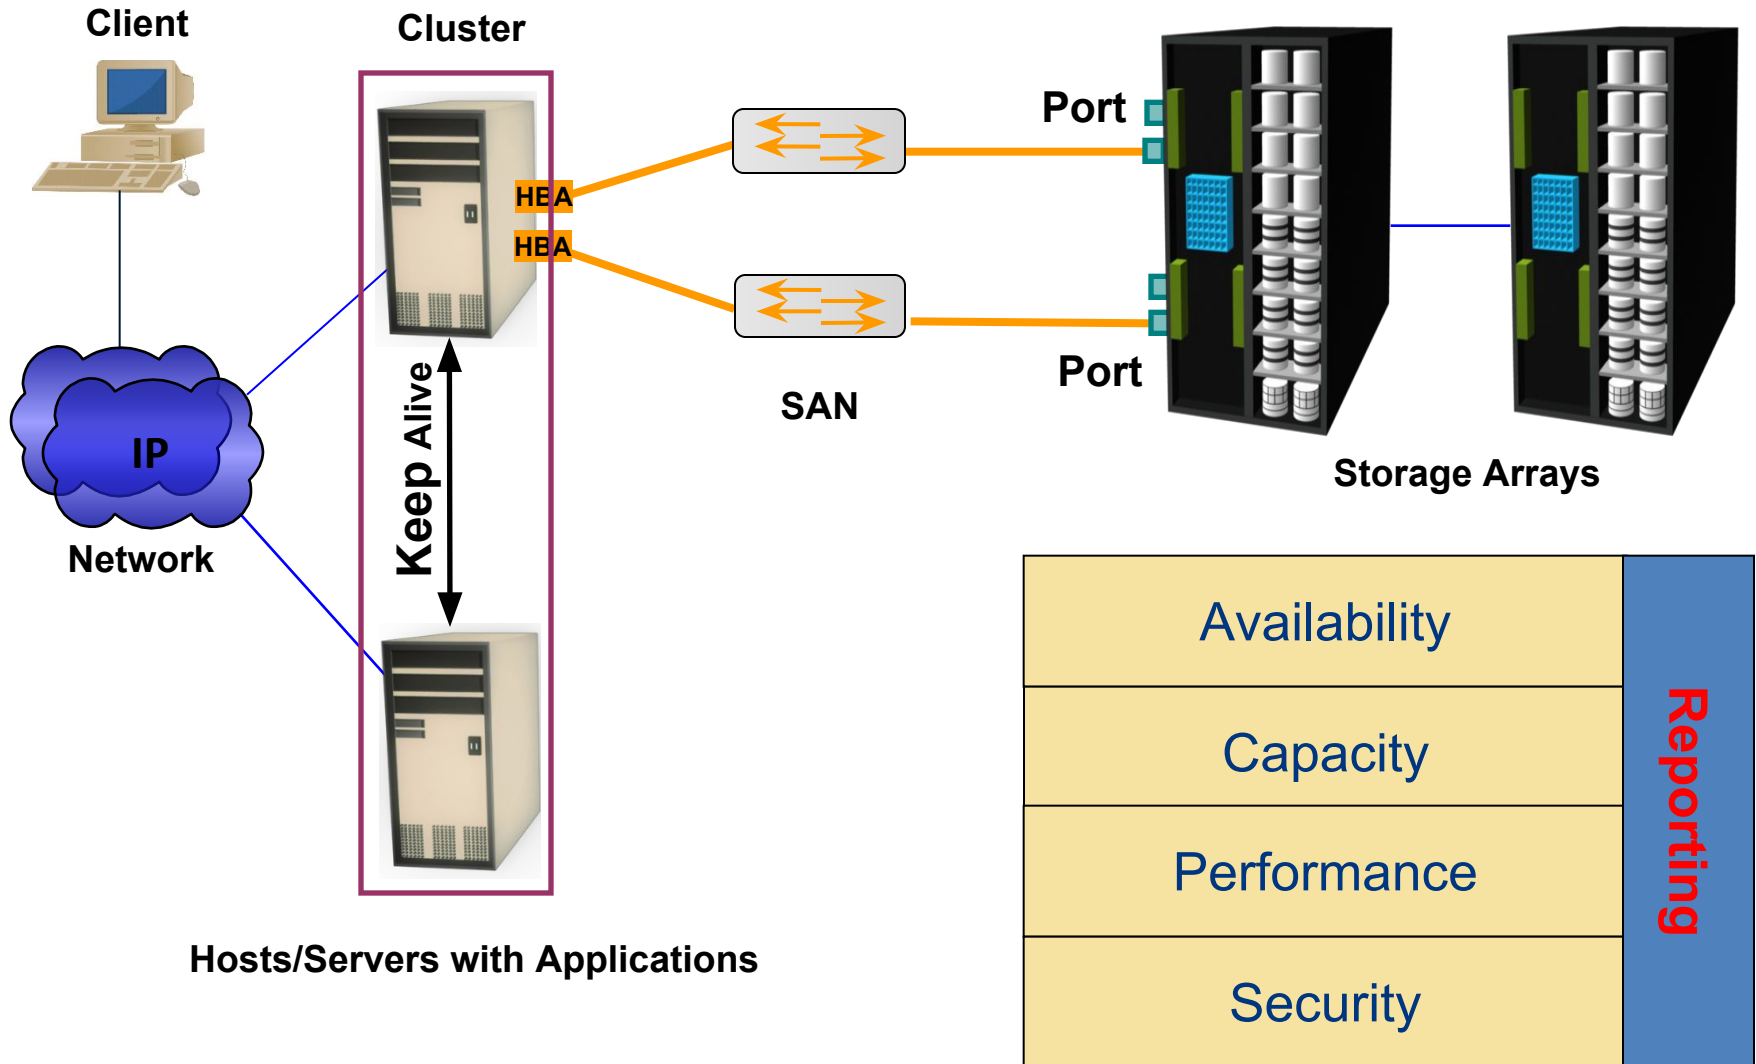 Client
Cluster
Port
HBA
HBA
Keep Alive
IP
Network
SAN
Port
Storage Arrays
Hosts/Servers with Applications
Availability
Capacity
Performance
Security
Reporting